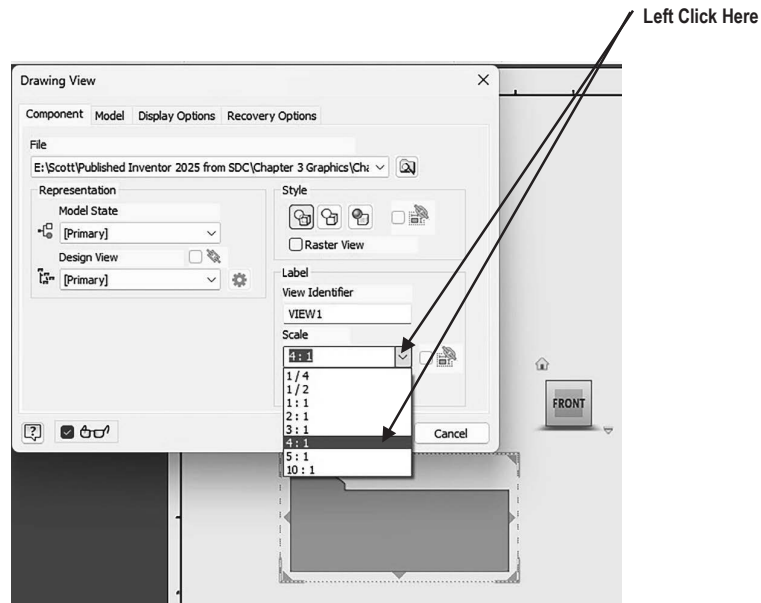 Left Click Here
Drawing View
Component Model Display Options Recovery Options
File
E:\Scott\Published Inventor 2025 from SDC\Chapter 3 Graphics\Cha
Representation
Style
Model State
[Primary]
Raster View
Design View
[Primary]
Label
View Identifier
VIEW1
Scale
4 : 1
1 / 4
1 / 2
1 : 1
2 : 1
3 : 1
4 : 1
5 : 1
10 : 1
Cancel
FRONT